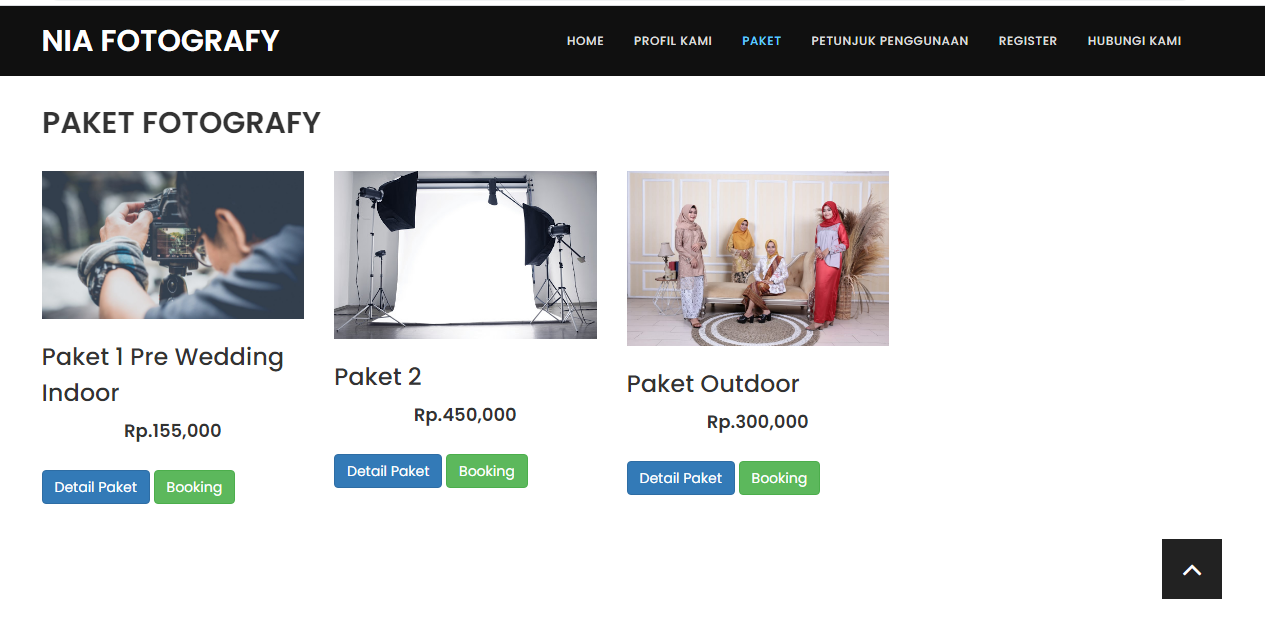 NIA FOTOGRAFY
HOME PROFIL KAMI PAKET PETUNJUK PENGGUNAAN REGISTER HUBUNGI KAMI
PAKET FOTOGRAFY
Paket 1 Pre Wedding
Indoor
Rp.155,000
Detail Paket Booking
Paket 2
Rp.450,000
Detail Paket Booking
Paket Outdoor
Rp.300,000
Detail Paket Booking